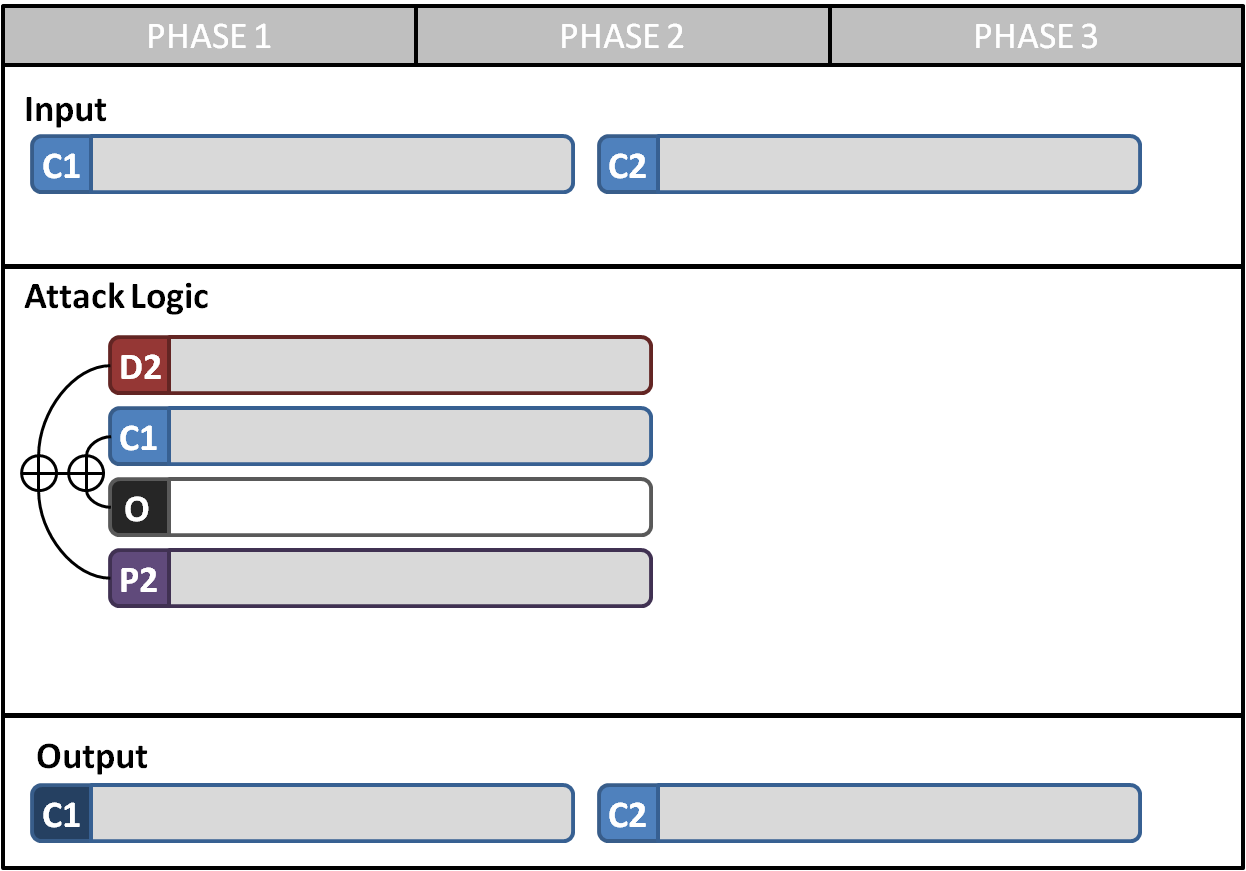 PHASE 1 PHASE 2 PHASE 3
Input
C1 C2
Attack Logic
D2
C1
O
P2
Output
C1 C2